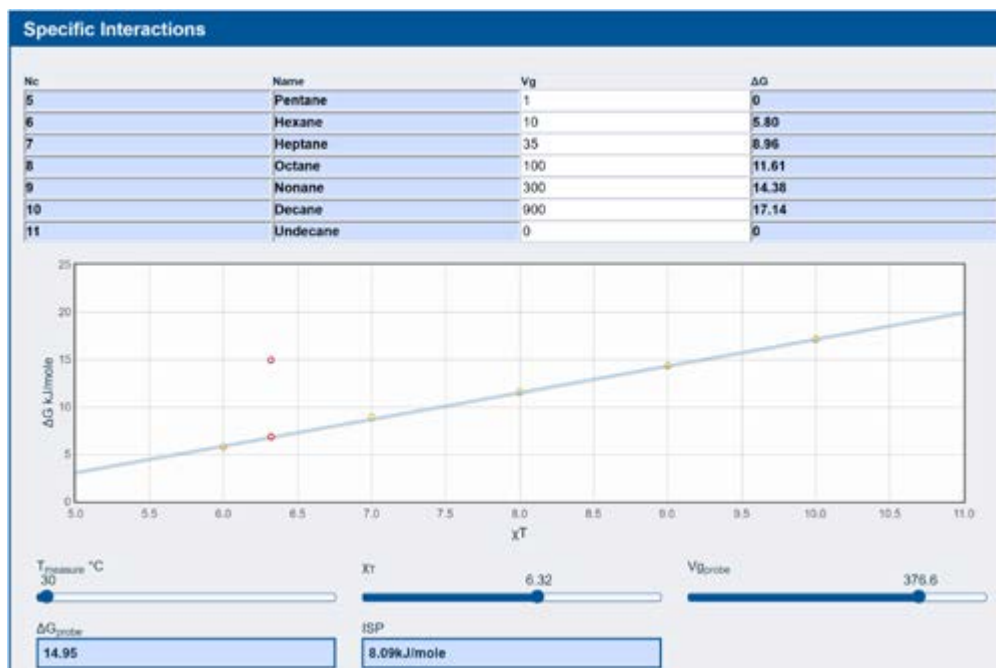 Specific Interactions
Nc Name Vg ΔG
5 Pentane 1 0
6 Hexane 10 5.80
7 Heptane 35 8.96
8 Octane 100 11.61
9 Nonane 300 14.38
10 Decane 900 17.14
11 Undecane 0 0
25
20
15
10
5
0
ΔG kJ/mole
5.0 5.5 6.0 6.5 7.0 7.5 8.0 8.5 9.0 9.5 10.0 10.5 11.0
χT
Tmeasure °C χT Vgprobe
30 6.32 376.6
ΔGprobe ISP
14.95 8.09kJ/mole